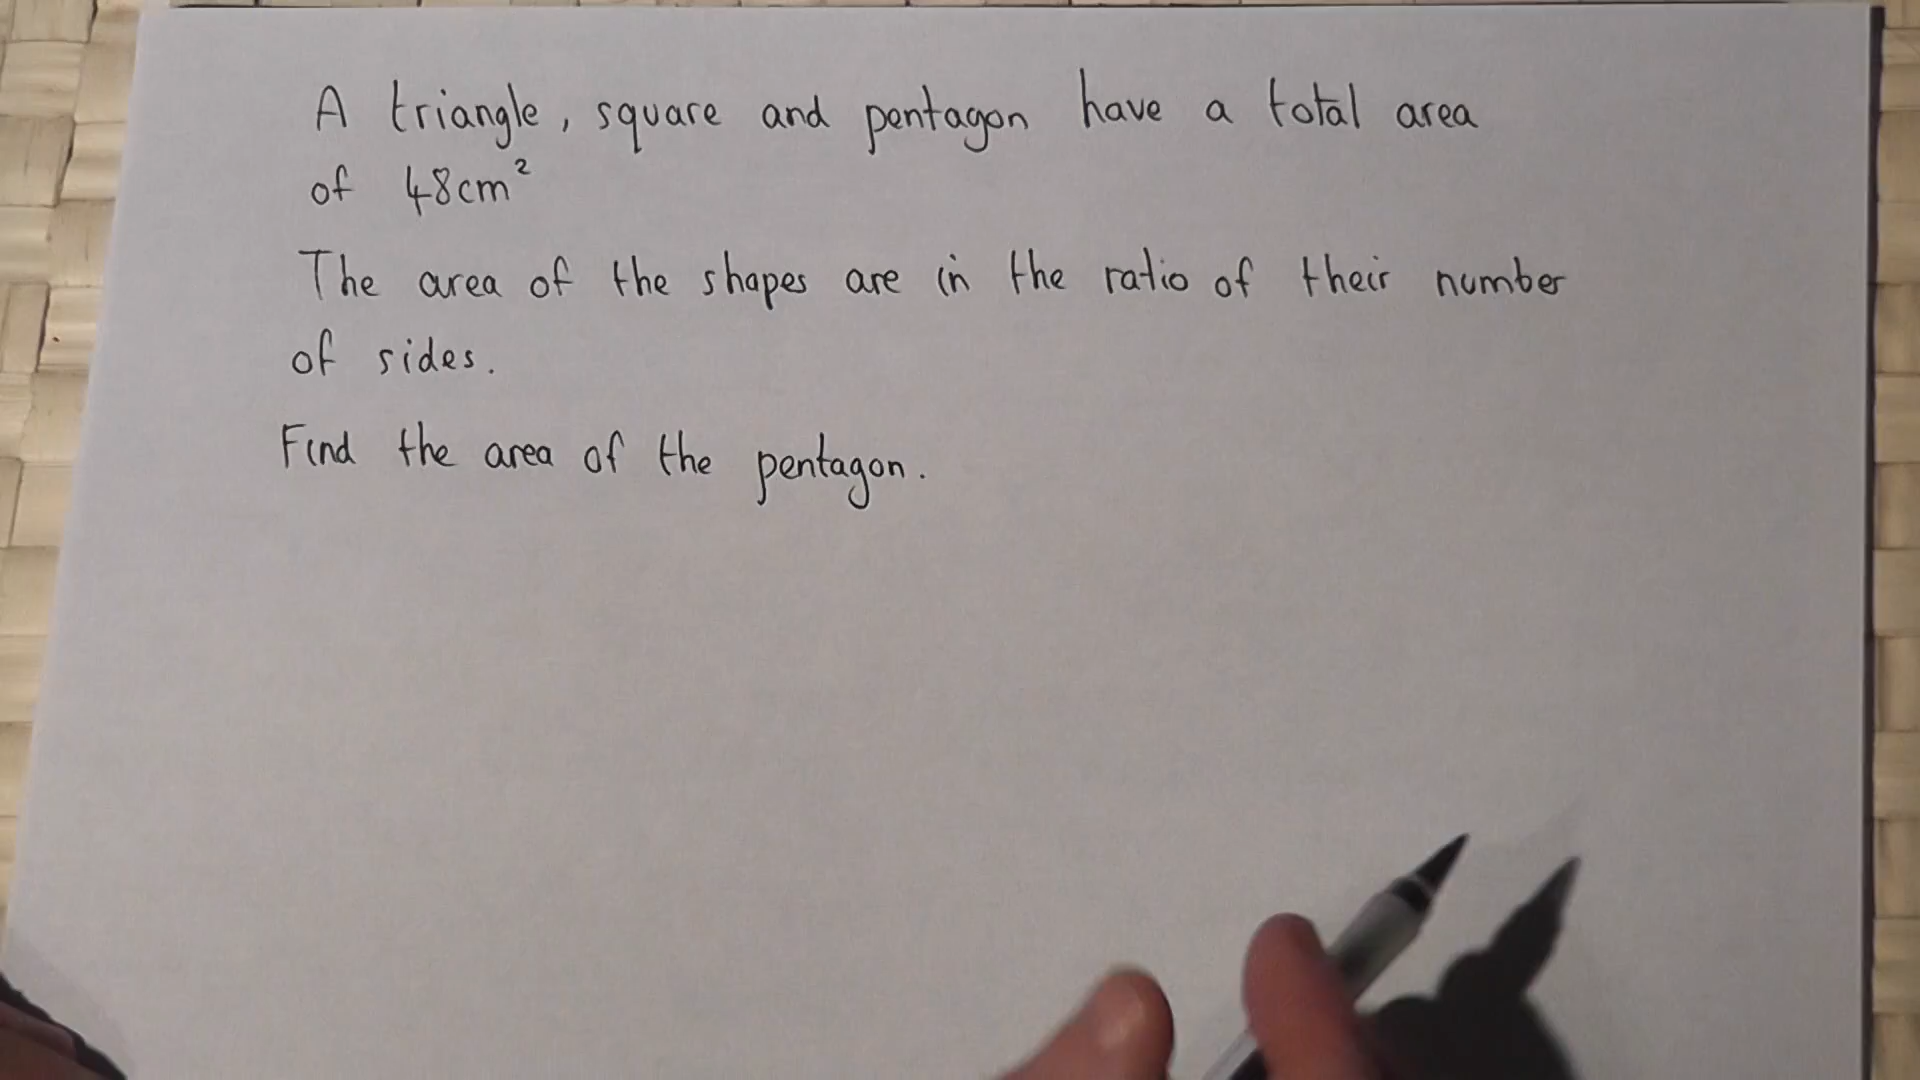 A triangle, square and pentagon have a total area
of 48cm²
The area of the shapes are in the ratio of their number
of sides.
Find the area of the pentagon.